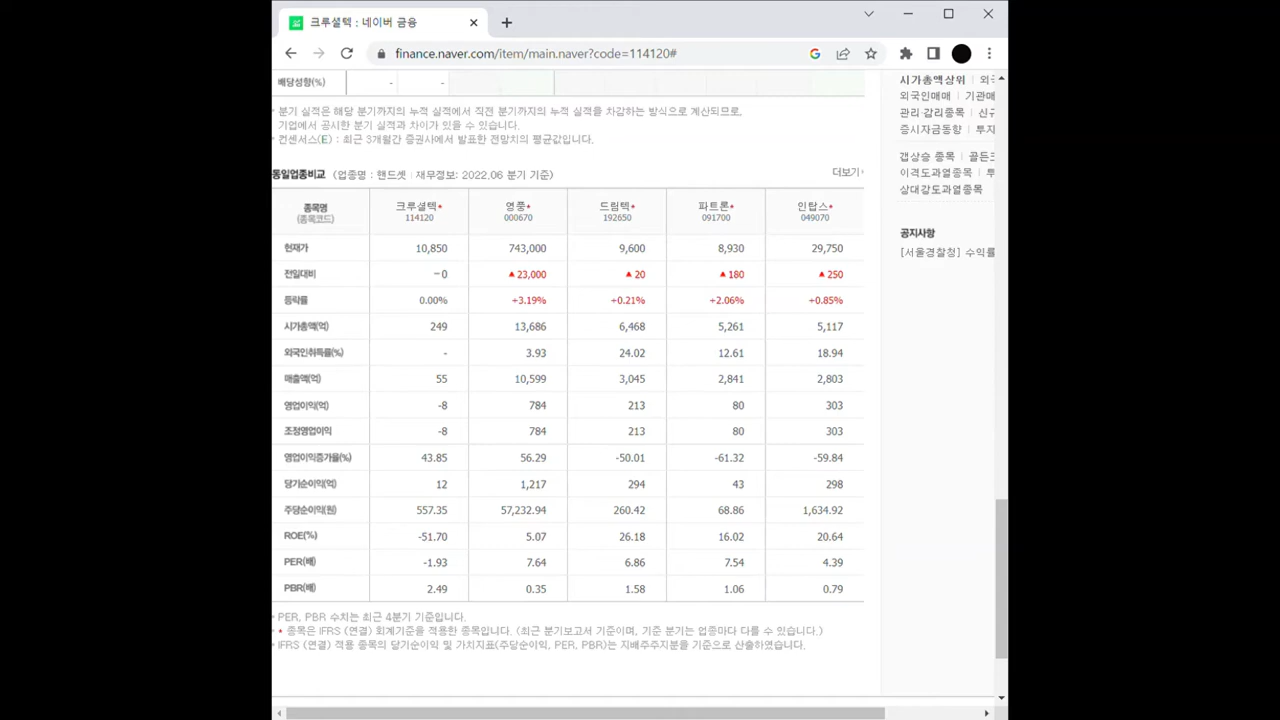 크루셜텍 : 네이버 금융
finance.naver.com/item/main.naver?code=114120#
배당성향(%) - -
* 분기 실적은 해당 분기까지의 누적 실적에서 직전 분기까지의 누적 실적을 차감하는 방식으로 계산되므로,
기업에서 공시한 분기 실적과 차이가 있을 수 있습니다.
* 컨센서스(E) : 최근 3개월간 증권사에서 발표한 전망치의 평균값입니다.
동일업종비교 (업종명 : 핸드셋 | 재무정보: 2022.06 분기 기준) 더보기
종목명 (종목코드) 크루셜텍* 114120 영풍* 000670 드림텍* 192650 파트론* 091700 인탑스* 049070
현재가 10,850 743,000 9,600 8,930 29,750
전일대비 －0 ▲23,000 ▲20 ▲180 ▲250
등락률 0.00% +3.19% +0.21% +2.06% +0.85%
시가총액(억) 249 13,686 6,468 5,261 5,117
외국인취득률(%) - 3.93 24.02 12.61 18.94
매출액(억) 55 10,599 3,045 2,841 2,803
영업이익(억) -8 784 213 80 303
조정영업이익 -8 784 213 80 303
영업이익증가율(%) 43.85 56.29 -50.01 -61.32 -59.84
당기순이익(억) 12 1,217 294 43 298
주당순이익(원) 557.35 57,232.94 260.42 68.86 1,634.92
ROE(%) -51.70 5.07 26.18 16.02 20.64
PER(배) -1.93 7.64 6.86 7.54 4.39
PBR(배) 2.49 0.35 1.58 1.06 0.79
* PER, PBR 수치는 최근 4분기 기준입니다.
* * 종목은 IFRS (연결) 회계기준을 적용한 종목입니다. (최근 분기보고서 기준이며, 기준 분기는 업종마다 다를 수 있습니다.)
* IFRS (연결) 적용 종목의 당기순이익 및 가치지표(주당순이익, PER, PBR)는 지배주주지분을 기준으로 산출하였습니다.
시가총액상위 | 외국
외국인매매 | 기관매
관리·감리종목 | 신규
증시자금동향 | 투자
갭상승 종목 | 골든크
이격도과열종목 | 투
상대강도과열종목
공지사항
[서울경찰청] 수익률